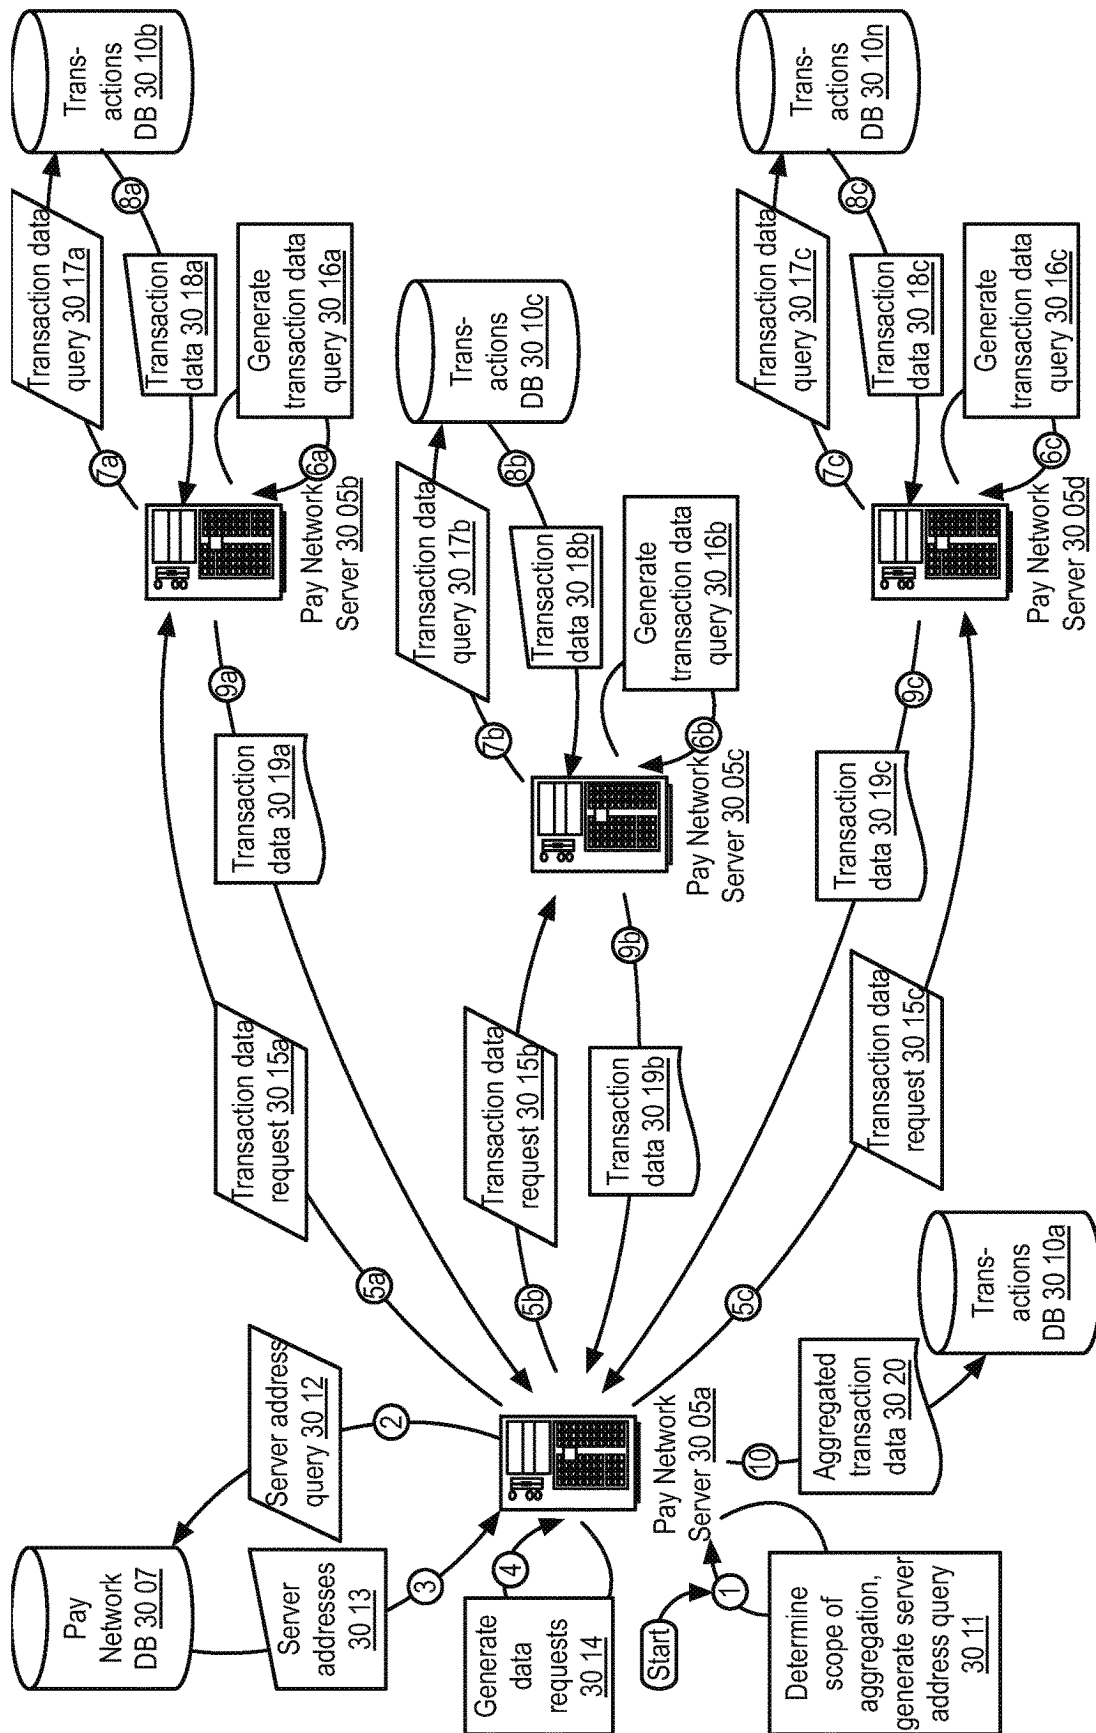 Pay
Network
DB 30 07
Server address
query 30 12
2
Server
addresses
30 13
3
Generate
data
requests
30 14
4
Start
1
Determine
scope of
aggregation,
generate server
address query
30 11
Pay Network
Server 30 05a
10
Aggregated
transaction
data 30 20
Trans-
actions
DB 30 10a
5a
Transaction data
request 30 15a
5b
Transaction data
request 30 15b
5c
Transaction data
request 30 15c
9a
Transaction
data 30 19a
9b
Transaction
data 30 19b
9c
Transaction
data 30 19c
Pay Network
Server 30 05b
6a
Generate
transaction data
query 30 16a
7a
Transaction data
query 30 17a
8a
Transaction
data 30 18a
Trans-
actions
DB 30 10b
Pay Network
Server 30 05c
6b
Generate
transaction data
query 30 16b
7b
Transaction data
query 30 17b
8b
Transaction
data 30 18b
Trans-
actions
DB 30 10c
Pay Network
Server 30 05d
6c
Generate
transaction data
query 30 16c
7c
Transaction data
query 30 17c
8c
Transaction
data 30 18c
Trans-
actions
DB 30 10n